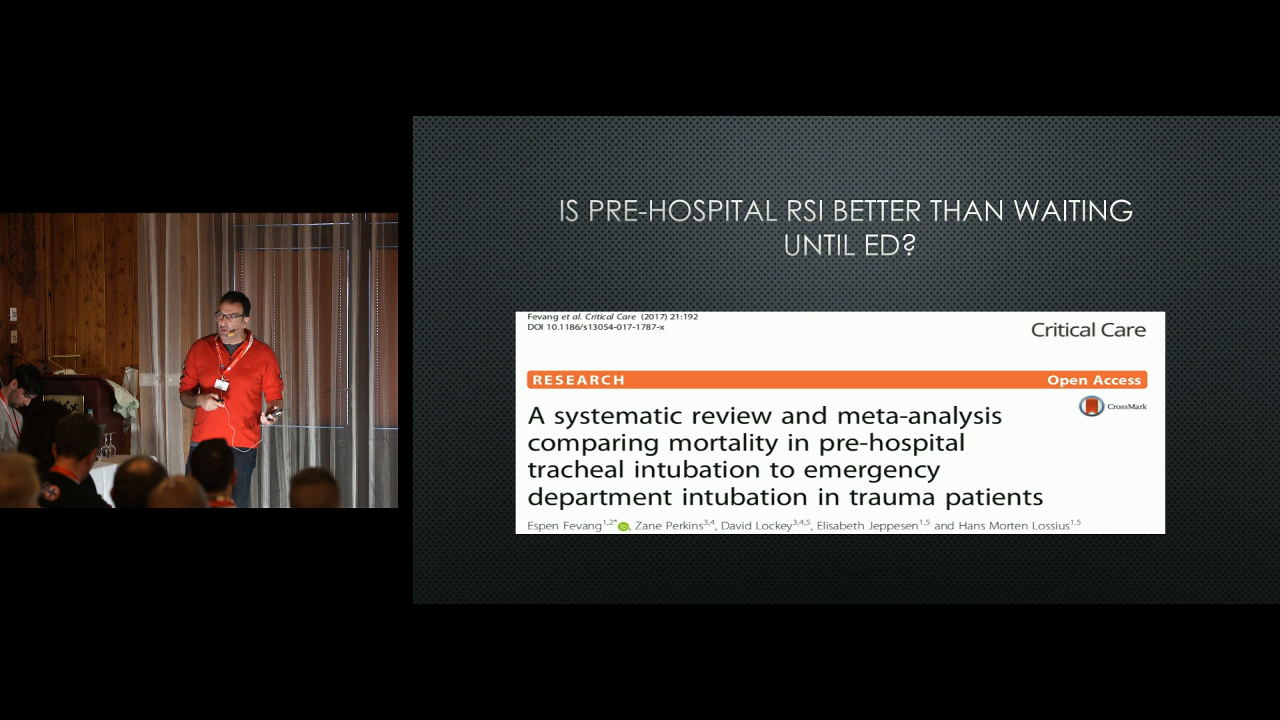 IS PRE-HOSPITAL RSI BETTER THAN WAITING
UNTIL ED?
Fevang et al. Critical Care (2017) 21:192
DOI 10.1186/s13054-017-1787-x
Critical Care
RESEARCH Open Access
CrossMark
A systematic review and meta-analysis
comparing mortality in pre-hospital
tracheal intubation to emergency
department intubation in trauma patients
Espen Fevang1,2*, Zane Perkins3,4, David Lockey3,4,5, Elisabeth Jeppesen1,5 and Hans Morten Lossius1,5